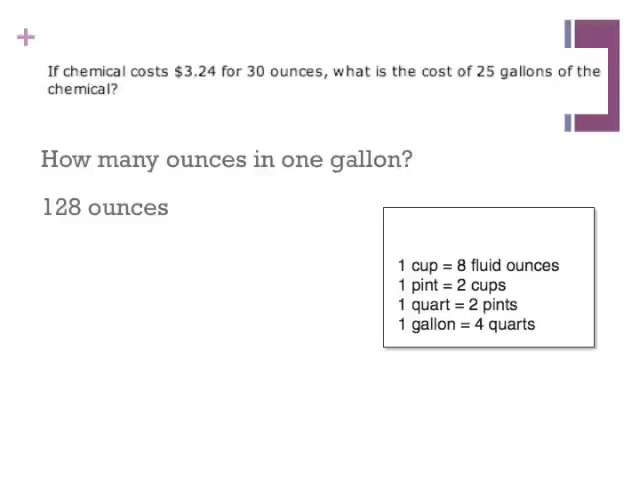 +
If chemical costs $3.24 for 30 ounces, what is the cost of 25 gallons of the
chemical?
How many ounces in one gallon?
128 ounces
1 cup = 8 fluid ounces
1 pint = 2 cups
1 quart = 2 pints
1 gallon = 4 quarts